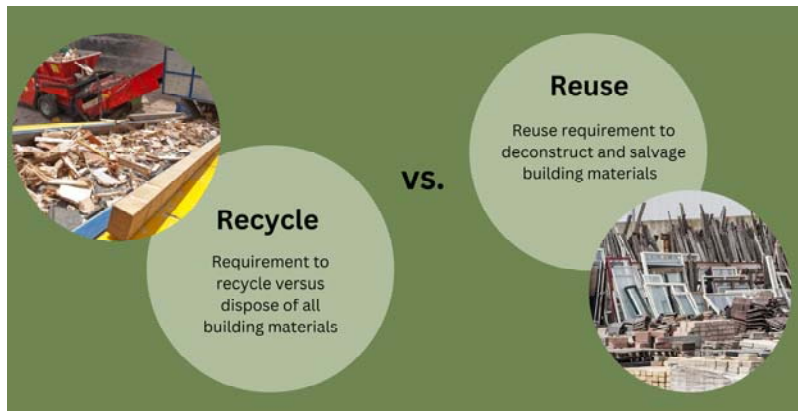 Recycle
Requirement to
recycle versus
dispose of all
building materials
vs.
Reuse
Reuse requirement to
deconstruct and salvage
building materials